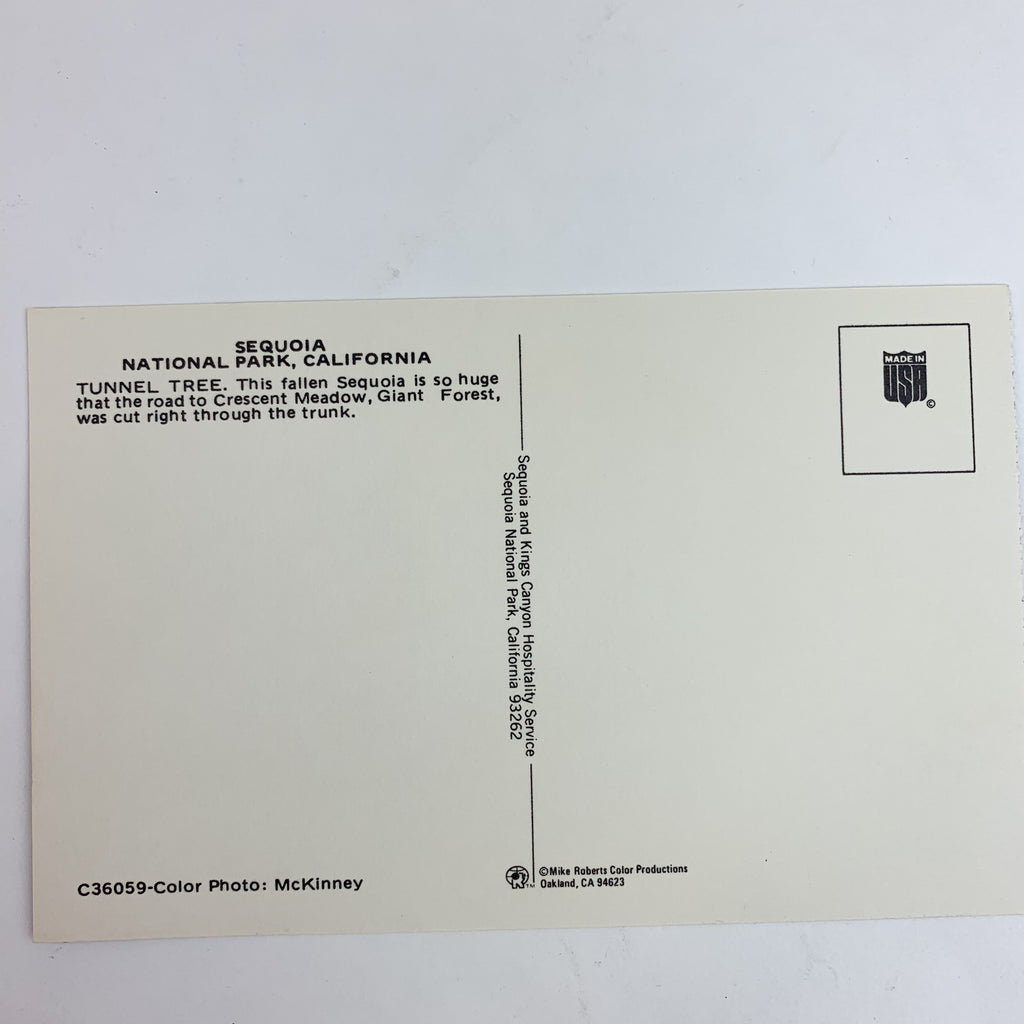 SEQUOIA
NATIONAL PARK, CALIFORNIA
TUNNEL TREE. This fallen Sequoia is so huge
that the road to Crescent Meadow, Giant Forest,
was cut right through the trunk.
MADE IN
USA
©
Sequoia and Kings Canyon Hospitality Service
Sequoia National Park, California 93262
C36059-Color Photo: McKinney
TM
©Mike Roberts Color Productions
Oakland, CA 94623